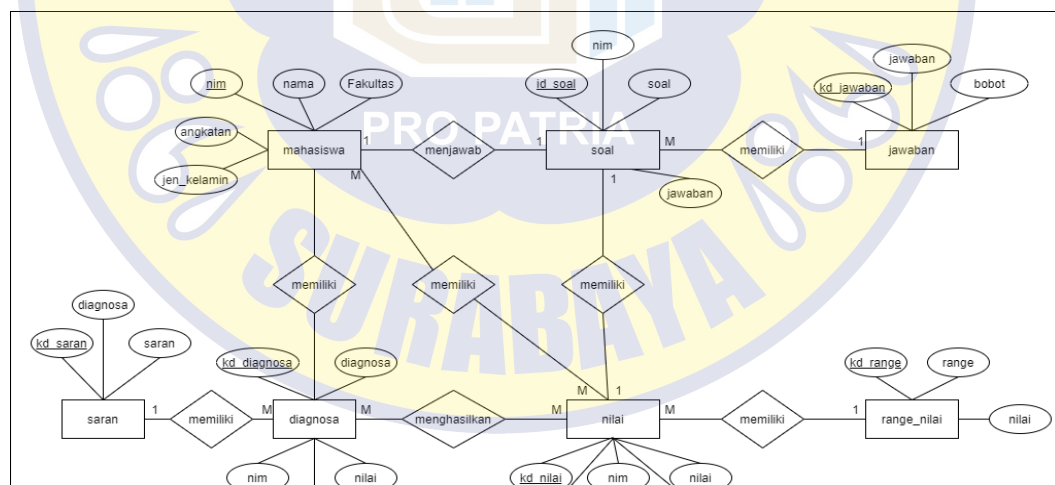 nim
nim
nama
Fakultas
id_soal
soal
jawaban
kd_jawaban
bobot
PRO PATRIA
angkatan
mahasiswa
1
menjawab
1
soal
M
memiliki
1
jawaban
M
1
jen_kelamin
jawaban
SURABAYA
memiliki
memiliki
memiliki
diagnosa
kd_saran
saran
kd_diagnosa
diagnosa
kd_range
range
M
1
saran
1
memiliki
M
diagnosa
M
menghasilkan
M
nilai
M
memiliki
1
range_nilai
nilai
nim
nilai
kd_nilai
nim
nilai